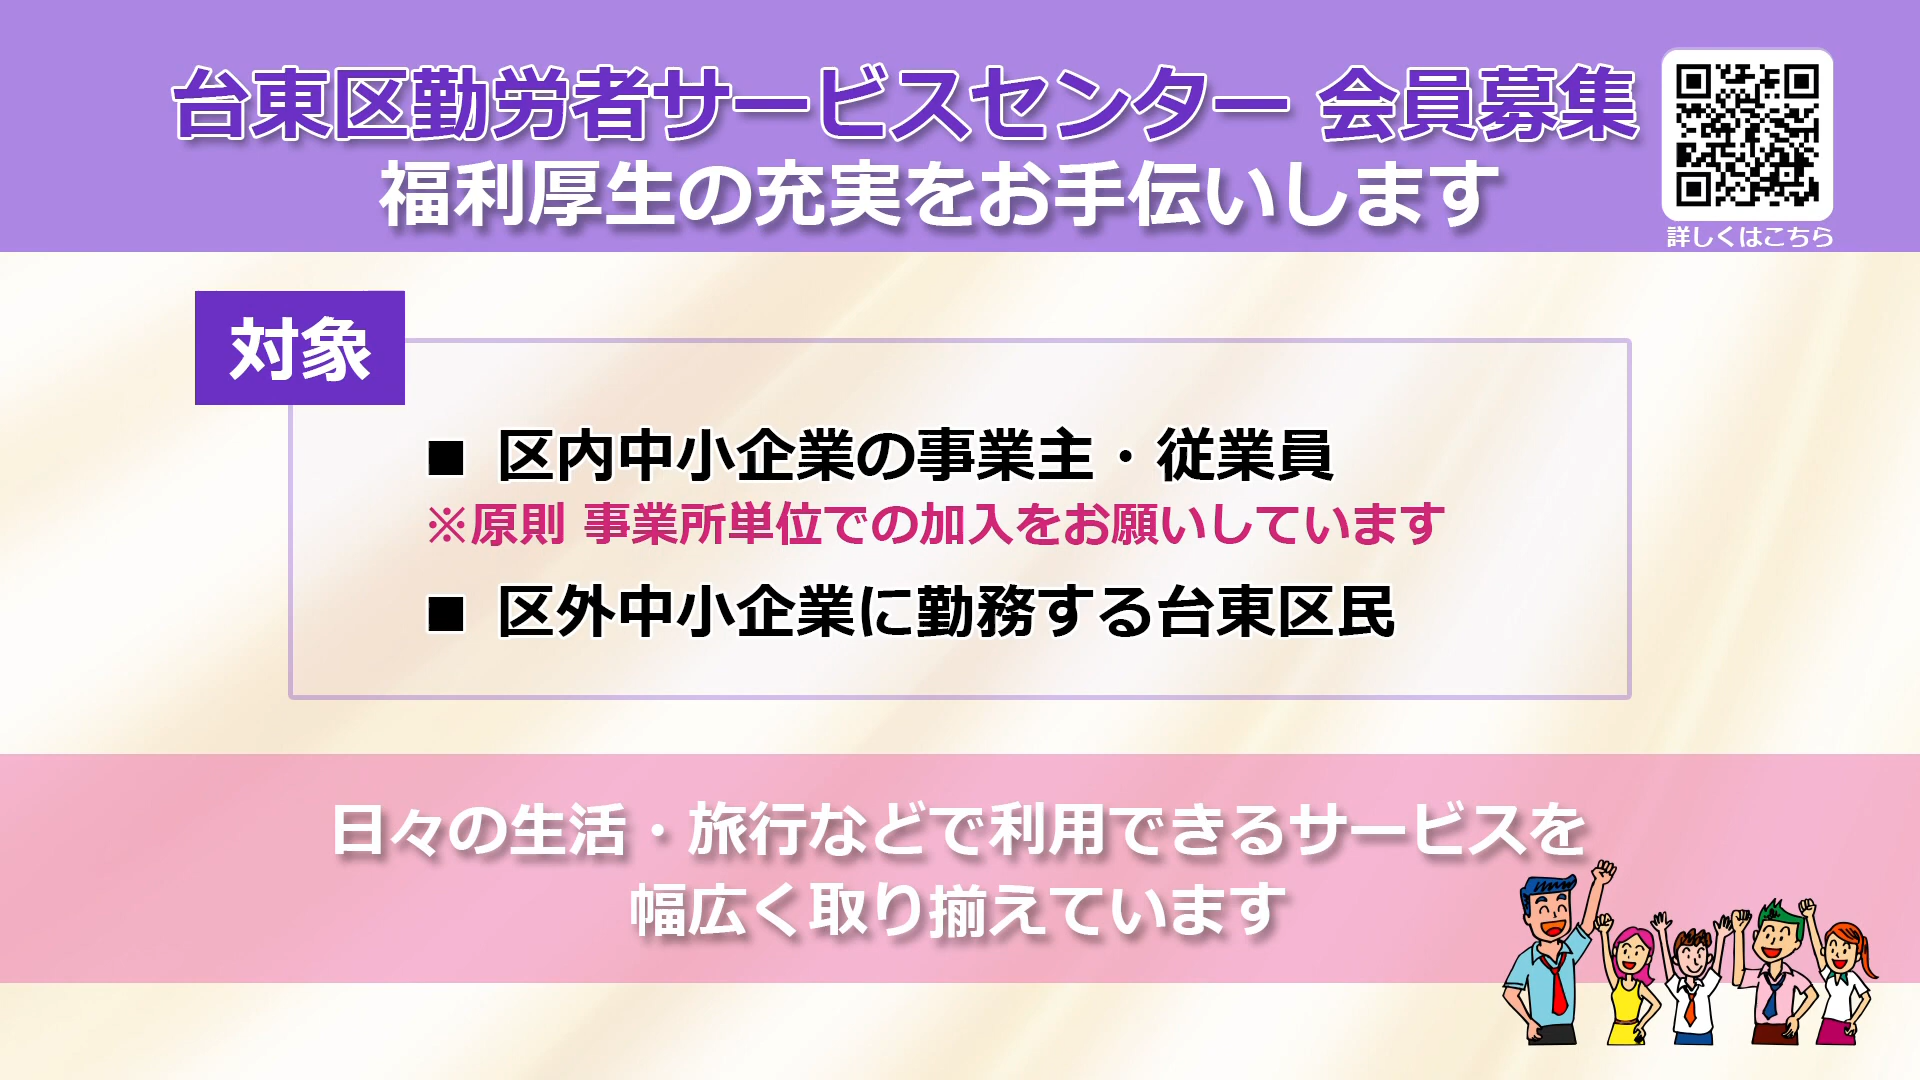 台東区勤労者サービスセンター 会員募集
福利厚生の充実をお手伝いします
詳しくはこちら
対象
■ 区内中小企業の事業主・従業員
※原則 事業所単位での加入をお願いしています
■ 区外中小企業に勤務する台東区民
日々の生活・旅行などで利用できるサービスを
幅広く取り揃えています